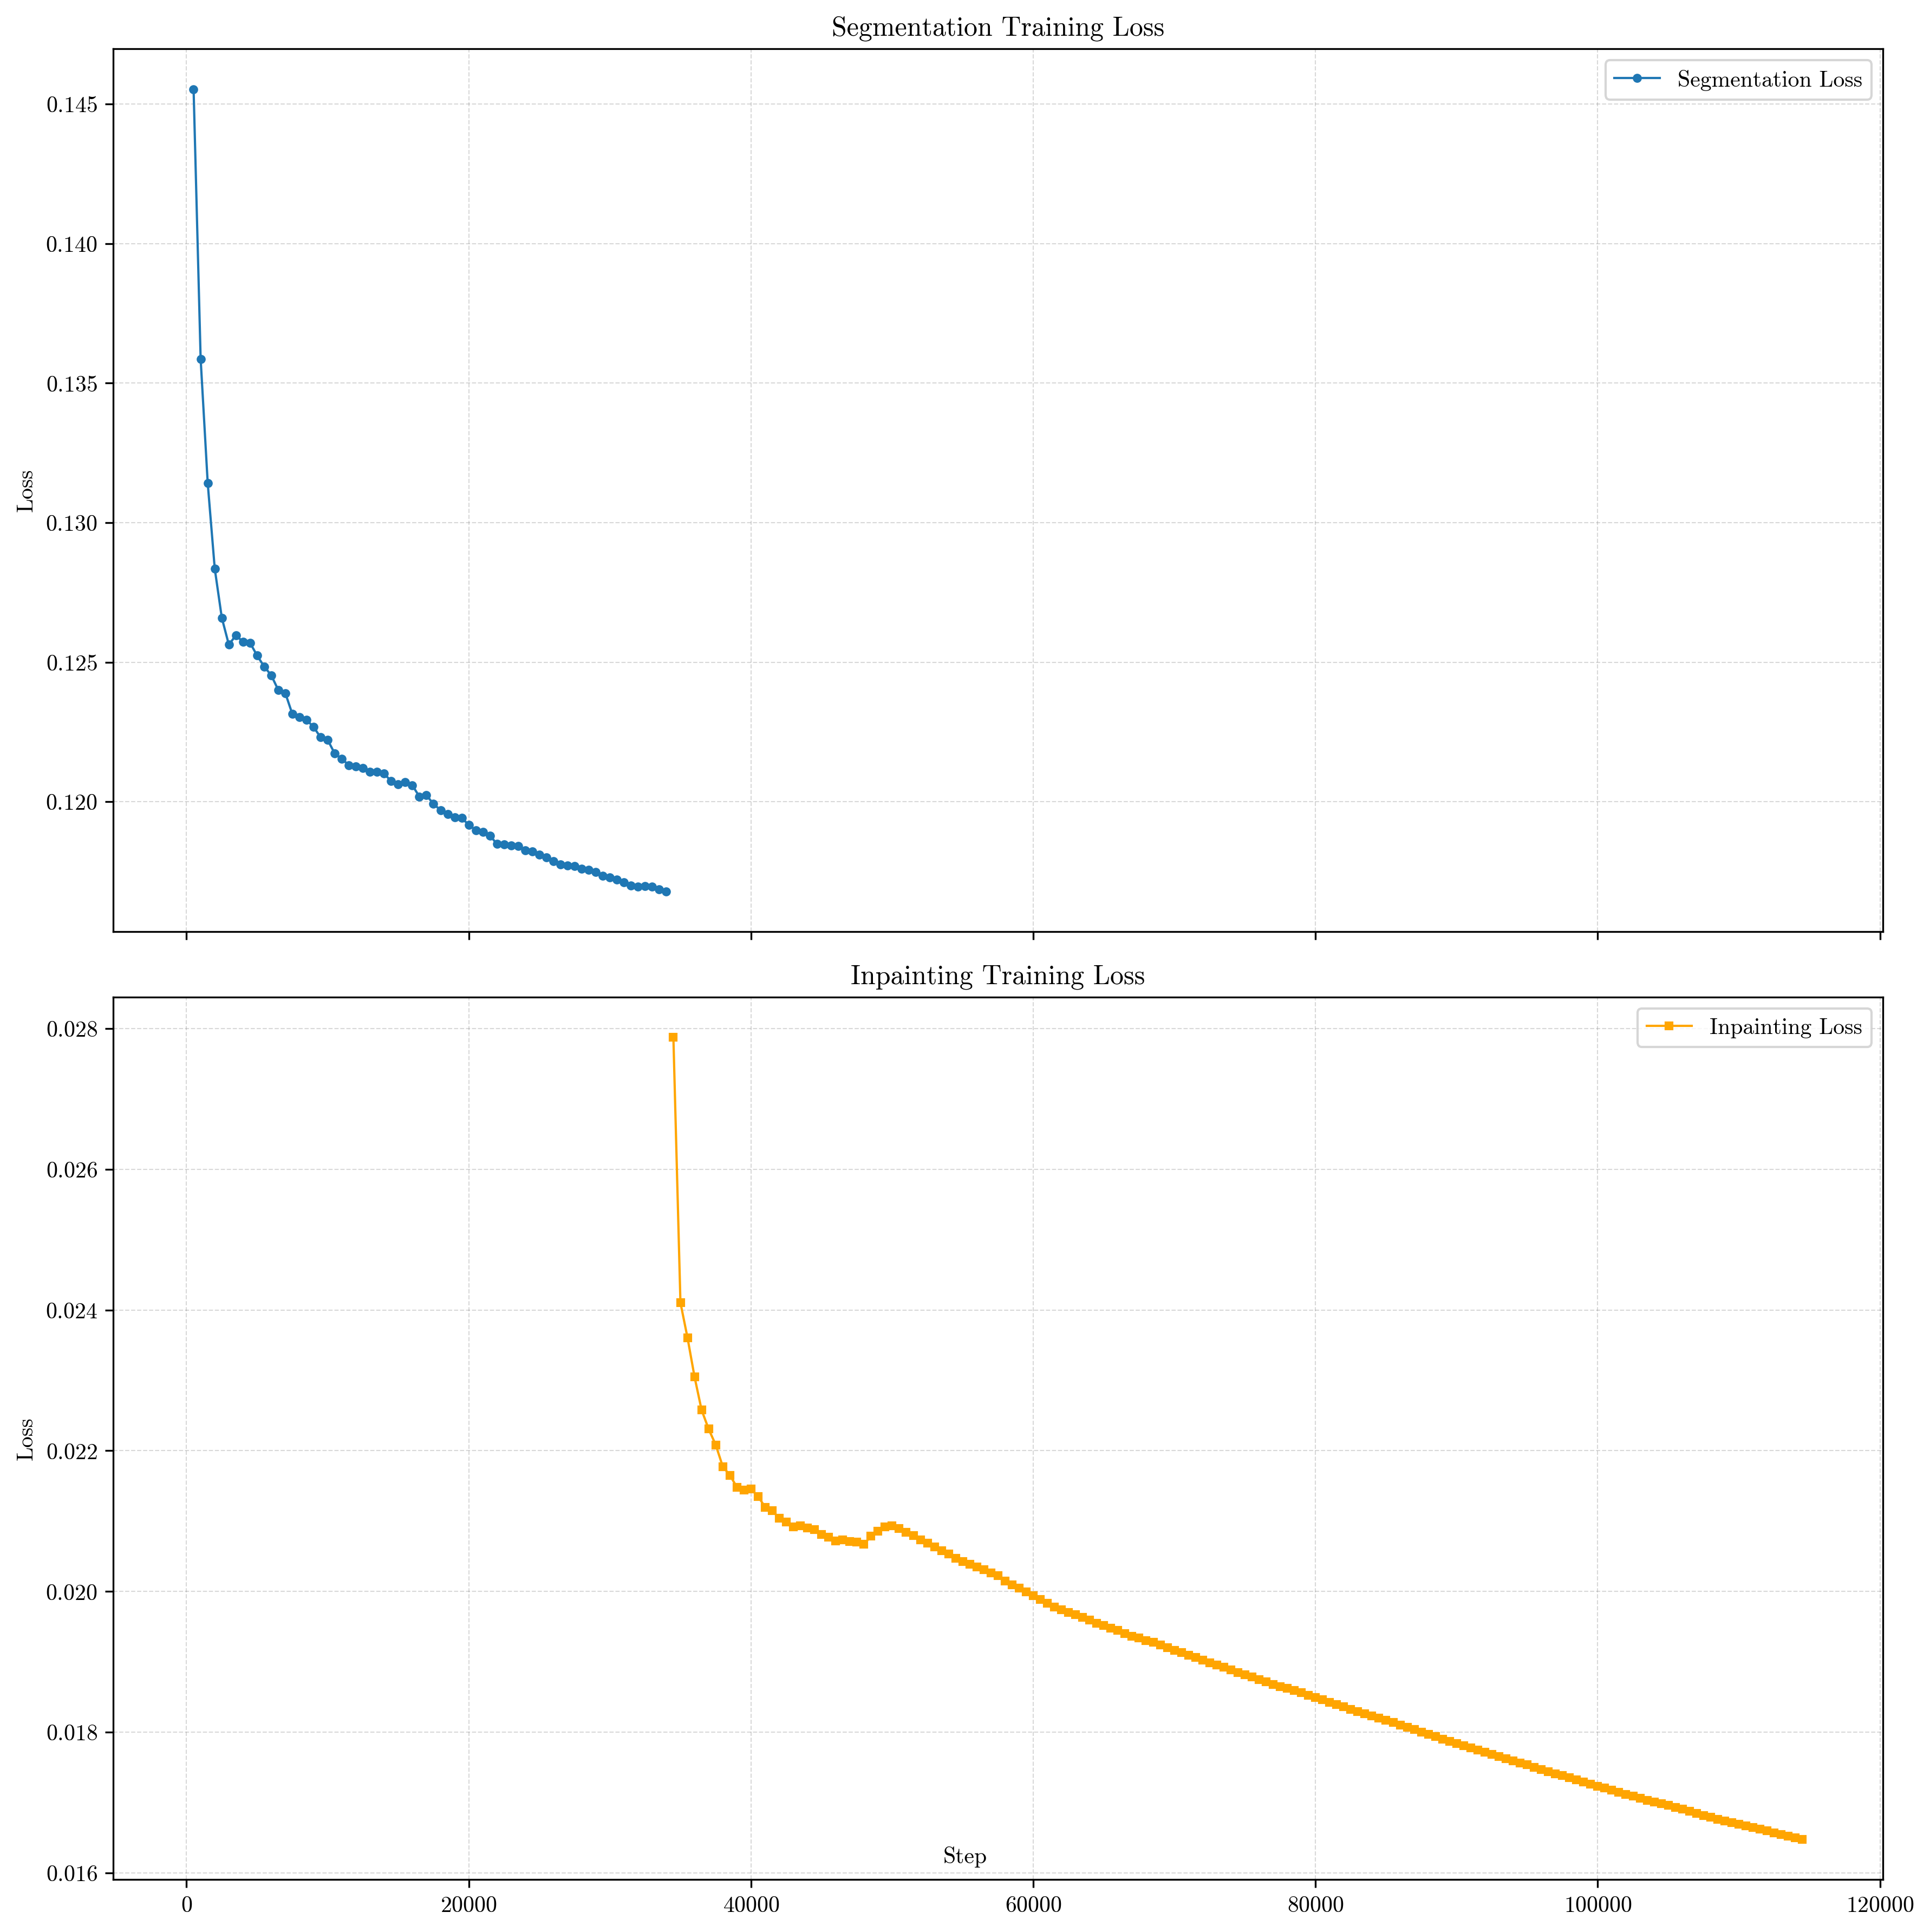 Segmentation Training Loss
Segmentation Loss
0.145
0.140
0.135
0.130
0.125
0.120
Loss
Inpainting Training Loss
Inpainting Loss
0.028
0.026
0.024
0.022
0.020
0.018
0.016
Loss
Step
0 20000 40000 60000 80000 100000 120000